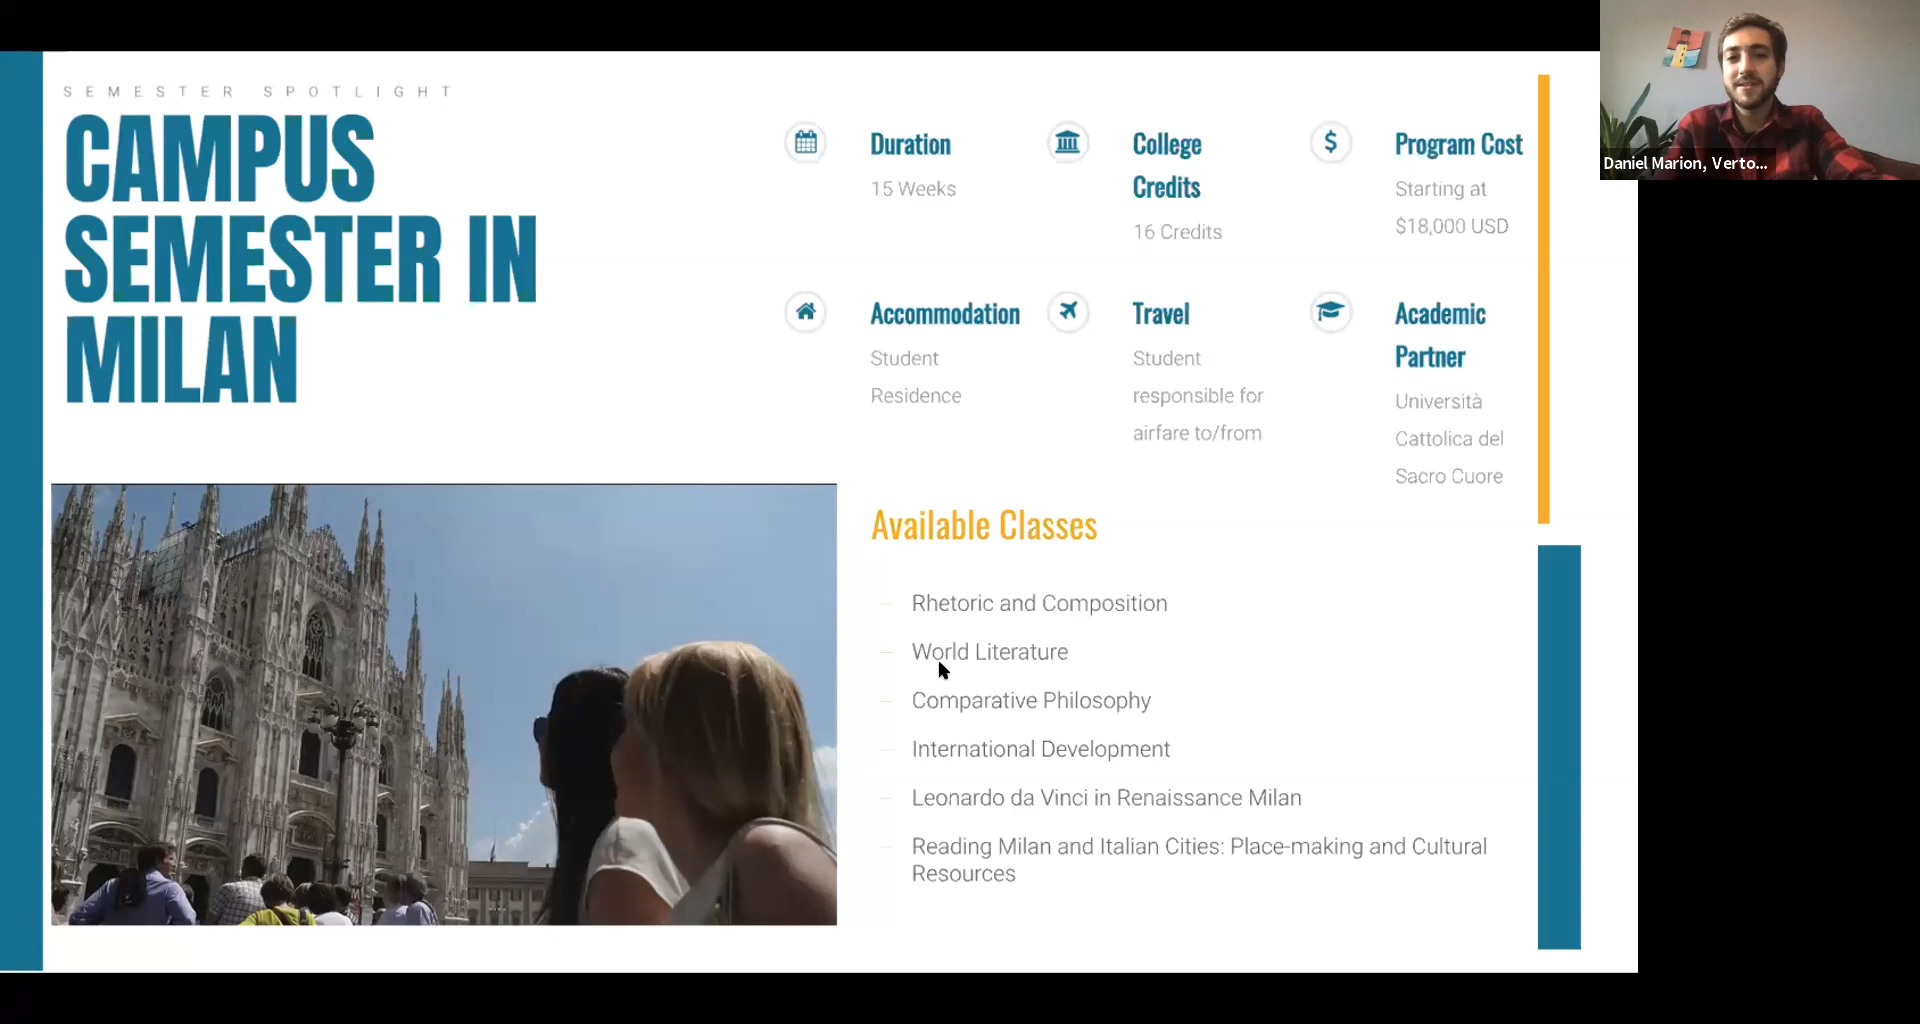 SEMESTER SPOTLIGHT
CAMPUS
SEMESTER IN
MILAN
Duration
15 Weeks
College
Credits
16 Credits
Program Cost
Starting at
$18,000 USD
Accommodation
Student
Residence
Travel
Student
responsible for
airfare to/from
Academic
Partner
Università
Cattolica del
Sacro Cuore
Available Classes
Rhetoric and Composition
World Literature
Comparative Philosophy
International Development
Leonardo da Vinci in Renaissance Milan
Reading Milan and Italian Cities: Place-making and Cultural
Resources
Daniel Marion, Verto...